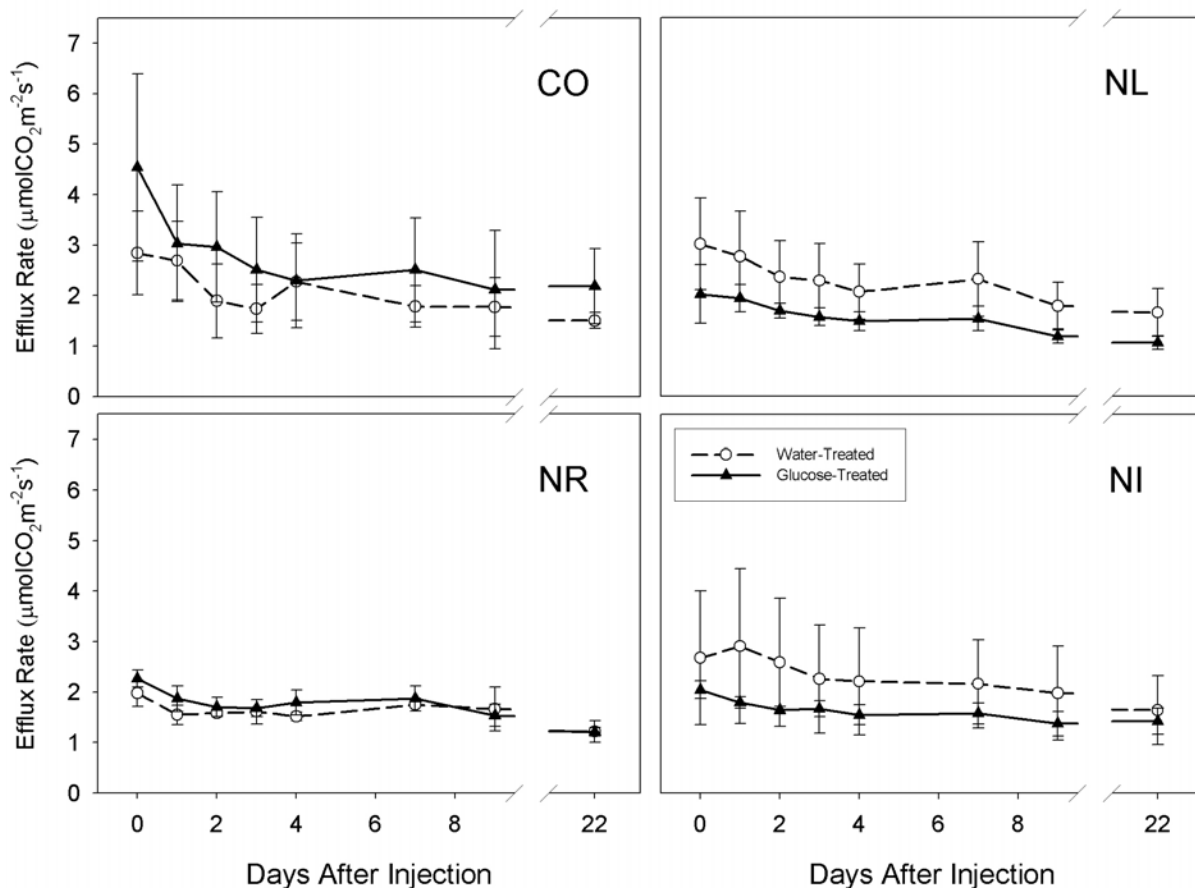 7
6
5
4
3
2
1
0
Efflux Rate (μmolCO₂m⁻²s⁻¹)
CO
NL
7
6
5
4
3
2
1
0
Efflux Rate (μmolCO₂m⁻²s⁻¹)
NR
Water-Treated
Glucose-Treated
NI
0 2 4 6 8 22
0 2 4 6 8 22
Days After Injection
Days After Injection